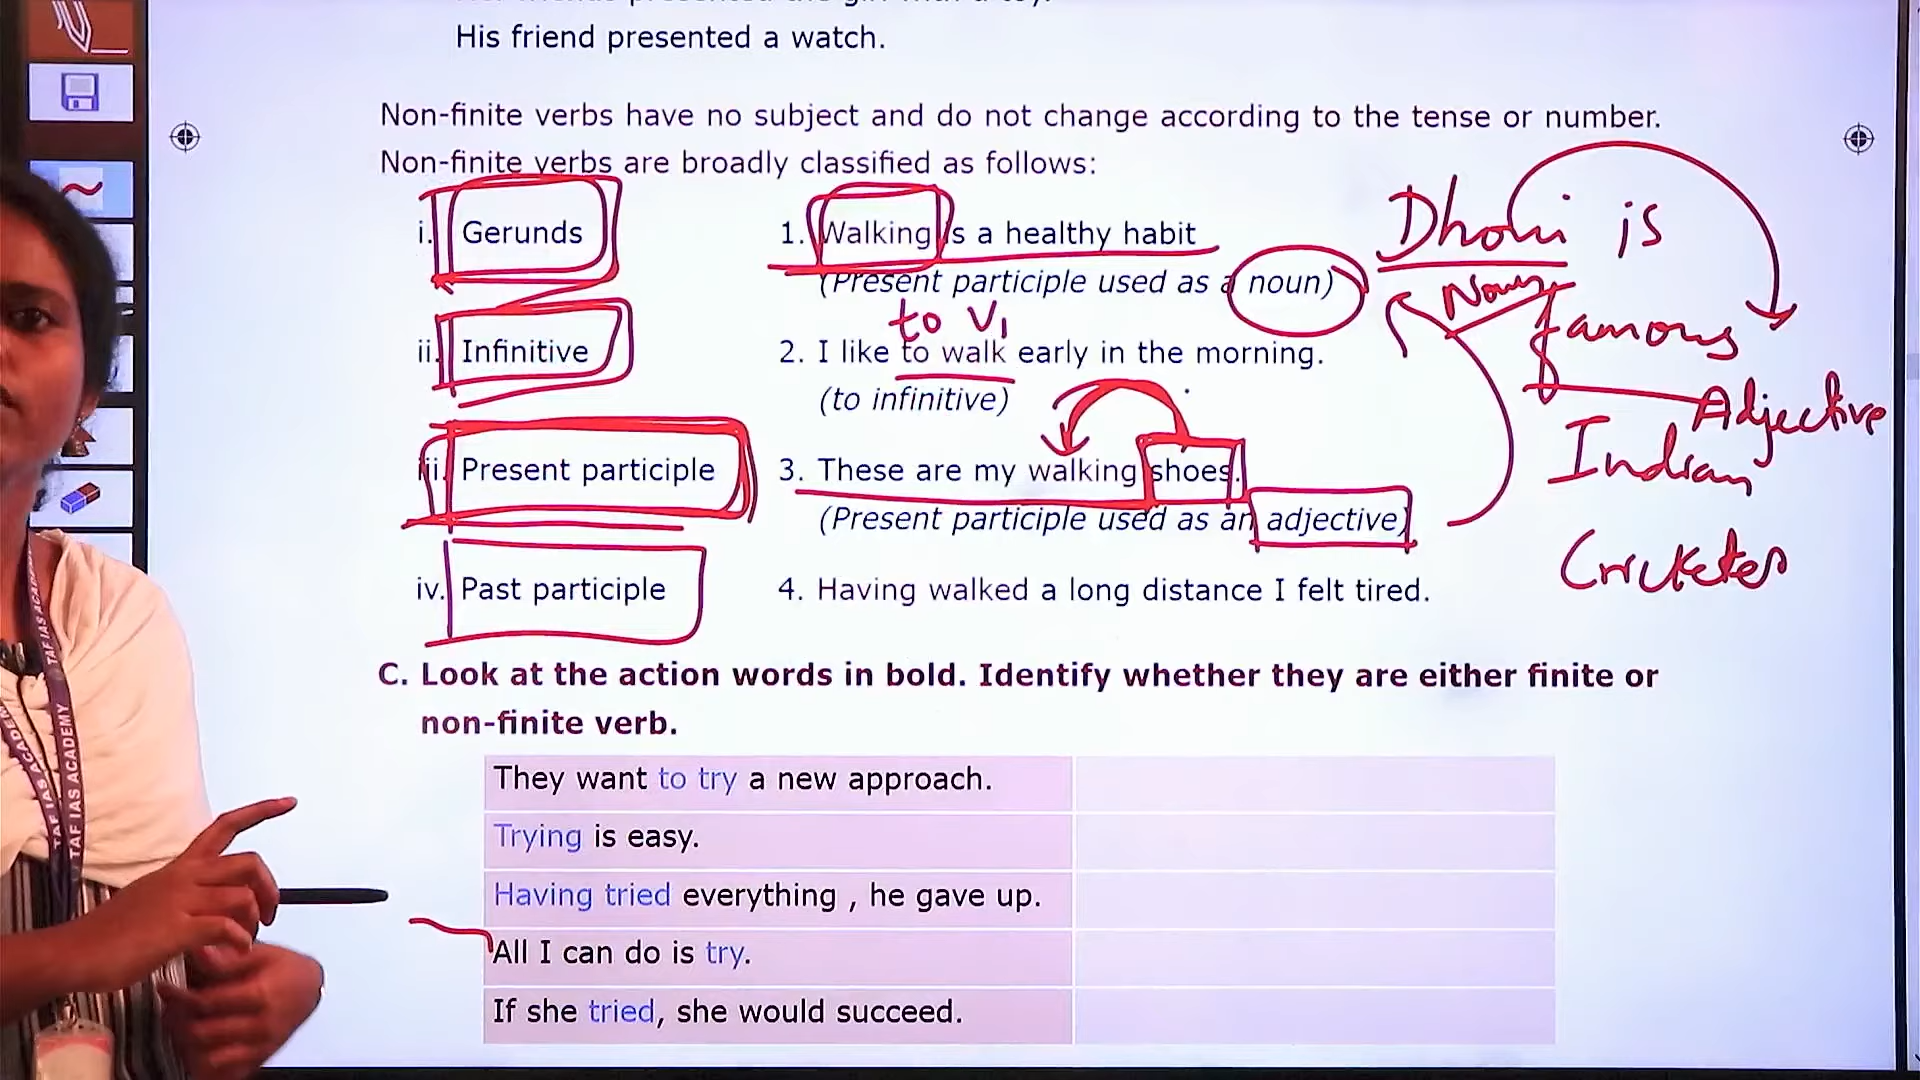 His friend presented a watch.
Non-finite verbs have no subject and do not change according to the tense or number.
Non-finite verbs are broadly classified as follows:
i. Gerunds
1. Walking is a healthy habit
(Present participle used as a noun)
to V1
ii. Infinitive
2. I like to walk early in the morning.
(to infinitive)
iii. Present participle
3. These are my walking shoes.
(Present participle used as an adjective)
iv. Past participle
4. Having walked a long distance I felt tired.
Dhoni is
Noun
famous
Adjective
Indian
Cricketer
C. Look at the action words in bold. Identify whether they are either finite or
non-finite verb.
They want to try a new approach.
Trying is easy.
Having tried everything , he gave up.
All I can do is try.
If she tried, she would succeed.
TAF IAS ACADEMY
TAF IAS ACADEMY